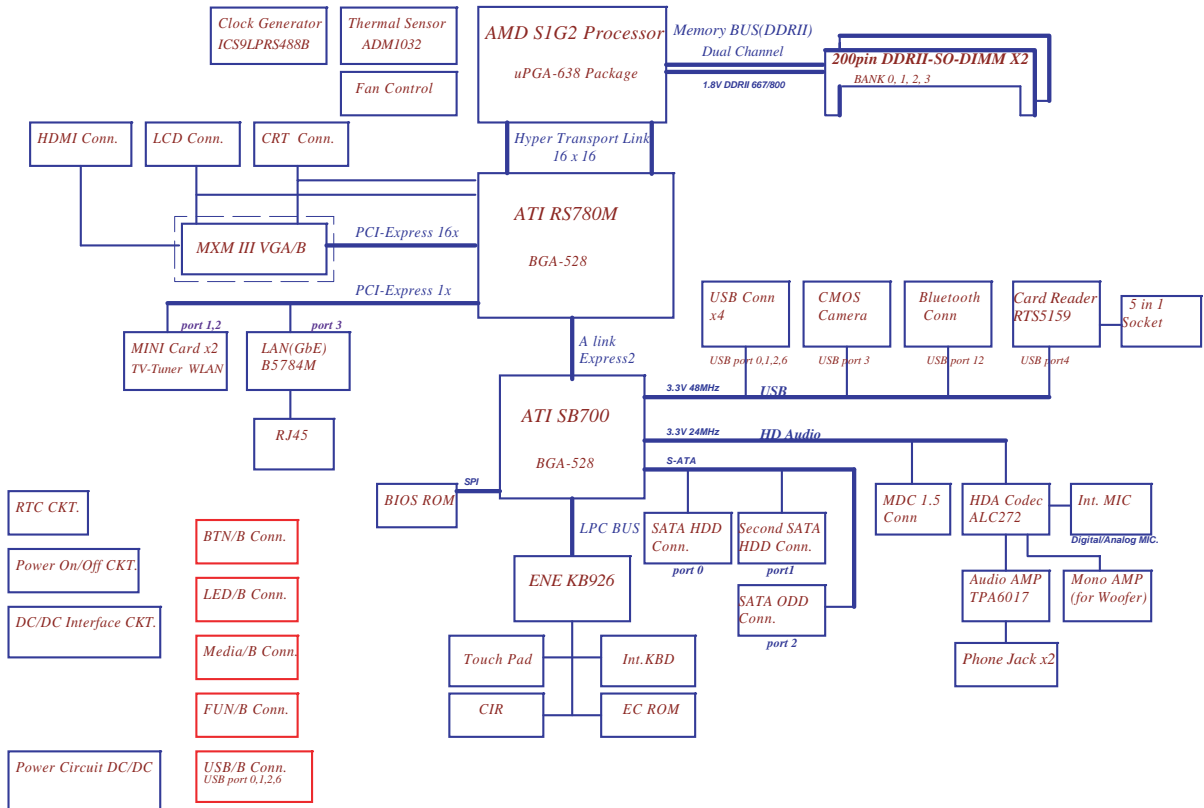 Clock Generator
ICS9LPRS488B
Thermal Sensor
ADM1032
Fan Control
AMD S1G2 Processor
uPGA-638 Package
Memory BUS(DDRII)
Dual Channel
1.8V DDRII 667/800
200pin DDRII-SO-DIMM X2
BANK 0, 1, 2, 3
HDMI Conn.
LCD Conn.
CRT Conn.
Hyper Transport Link
16 x 16
ATI RS780M
BGA-528
MXM III VGA/B
PCI-Express 16x
PCI-Express 1x
port 1,2
port 3
MINI Card x2
TV-Tuner WLAN
LAN(GbE)
B5784M
RJ45
A link
Express2
USB Conn
x4
CMOS
Camera
Bluetooth
Conn
Card Reader
RTS5159
5 in 1
Socket
USB port 0,1,2,6
USB port 3
USB port 12
USB port4
3.3V 48MHz
USB
ATI SB700
BGA-528
3.3V 24MHz
HD Audio
S-ATA
SPI
BIOS ROM
LPC BUS
SATA HDD
Conn.
port 0
Second SATA
HDD Conn.
port1
SATA ODD
Conn.
port 2
MDC 1.5
Conn
HDA Codec
ALC272
Int. MIC
Digital/Analog MIC.
Audio AMP
TPA6017
Mono AMP
(for Woofer)
Phone Jack x2
ENE KB926
Touch Pad
Int.KBD
CIR
EC ROM
RTC CKT.
Power On/Off CKT.
DC/DC Interface CKT.
Power Circuit DC/DC
BTN/B Conn.
LED/B Conn.
Media/B Conn.
FUN/B Conn.
USB/B Conn.
USB port 0,1,2,6